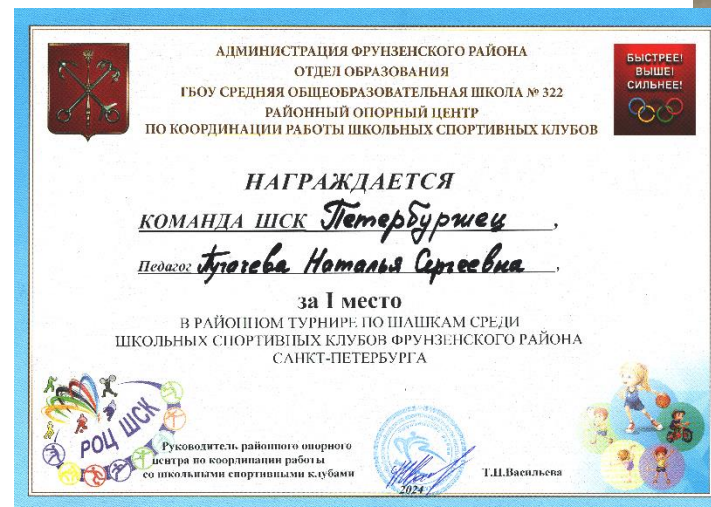 АДМИНИСТРАЦИЯ ФРУНЗЕНСКОГО РАЙОНА
ОТДЕЛ ОБРАЗОВАНИЯ
ГБОУ СРЕДНЯЯ ОБЩЕОБРАЗОВАТЕЛЬНАЯ ШКОЛА № 322
РАЙОННЫЙ ОПОРНЫЙ ЦЕНТР
ПО КООРДИНАЦИИ РАБОТЫ ШКОЛЬНЫХ СПОРТИВНЫХ КЛУБОВ
БЫСТРЕЕ!
ВЫШЕ!
СИЛЬНЕЕ!
НАГРАЖДАЕТСЯ
КОМАНДА ШСК Петербуржец,
Педагог Пугачева Наталья Сергеевна,
за I место
В РАЙОННОМ ТУРНИРЕ ПО ШАШКАМ СРЕДИ
ШКОЛЬНЫХ СПОРТИВНЫХ КЛУБОВ ФРУНЗЕНСКОГО РАЙОНА
САНКТ-ПЕТЕРБУРГА
РОЦ ШСК
Руководитель районного опорного
центра по координации работы
со школьными спортивными клубами
Т.Ц.Васильева
2024